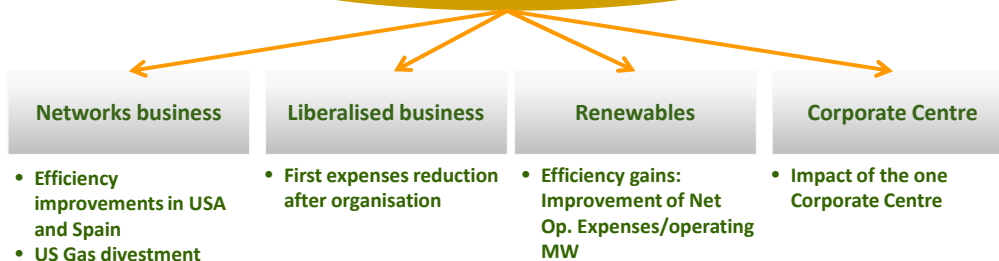 Networks business
Liberalised business
Renewables
Corporate Centre
• Efficiency
improvements in USA
and Spain
• US Gas divestment
• First expenses reduction
after organisation
• Efficiency gains:
Improvement of Net
Op. Expenses/operating
MW
• Impact of the one
Corporate Centre